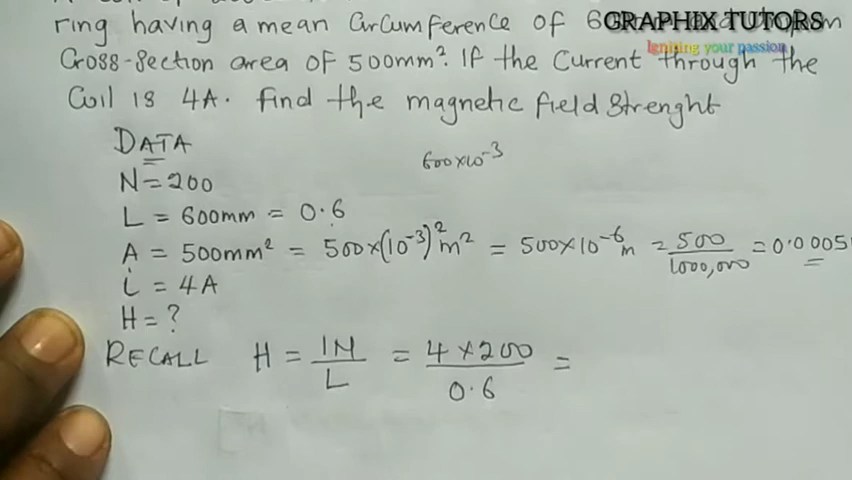 ring having a mean Circumference of 6
GRAPHIX TUTORS
Igniting your passion
Cross-Section area of 500mm². If the Current through the
Coil is 4A. find the magnetic field Strenght
DATA
600×10⁻³
N = 200
L = 600mm = 0.6
A = 500mm² = 500×(10⁻³)²m² = 500×10⁻⁶m = 500/1000,000 = 0.0005
i = 4A
H = ?
RECALL H = IN/L = 4×200/0.6 =